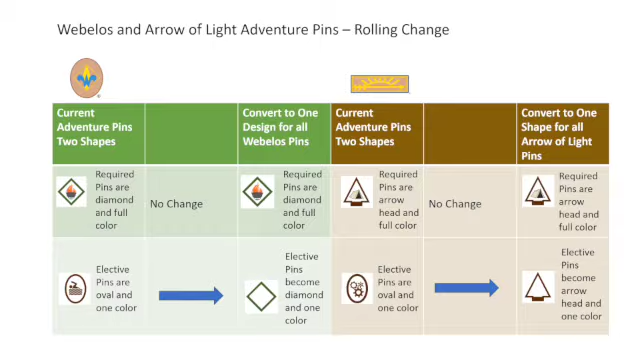 Webelos and Arrow of Light Adventure Pins – Rolling Change
Current
Adventure Pins
Two Shapes
Convert to One
Design for all
Webelos Pins
Current
Adventure Pins
Two Shapes
Convert to One
Shape for all
Arrow of Light
Pins
Required
Pins are
diamond
and full
color
No Change
Required
Pins are
diamond
and full
color
Required
Pins are
arrow
head and
full color
No Change
Required
Pins are
arrow
head and
full color
Elective
Pins are
oval and
one color
Elective
Pins
become
diamond
and one
color
Elective
Pins are
oval and
one color
Elective
Pins
become
arrow
head and
one color